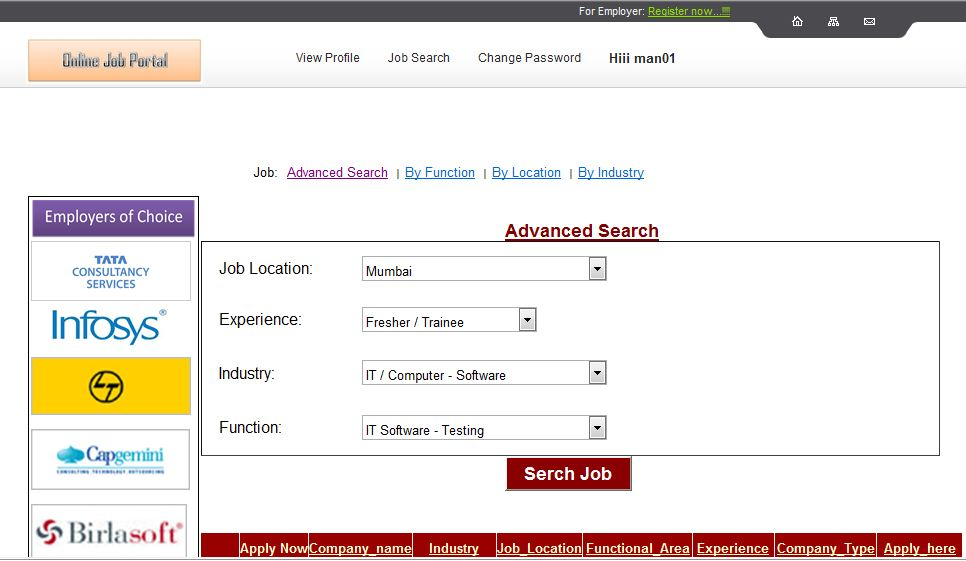 For Employer: Register now...!!!!
Online Job Portal
View Profile Job Search Change Password Hiii man01
Job: Advanced Search | By Function | By Location | By Industry
Employers of Choice
TATA
CONSULTANCY
SERVICES
Infosys®
Capgemini
CONSULTING.TECHNOLOGY.OUTSOURCING
Birlasoft®
Advanced Search
Job Location: Mumbai
Experience: Fresher / Trainee
Industry: IT / Computer - Software
Function: IT Software - Testing
Serch Job
Apply Now Company_name Industry Job_Location Functional_Area Experience Company_Type Apply_here